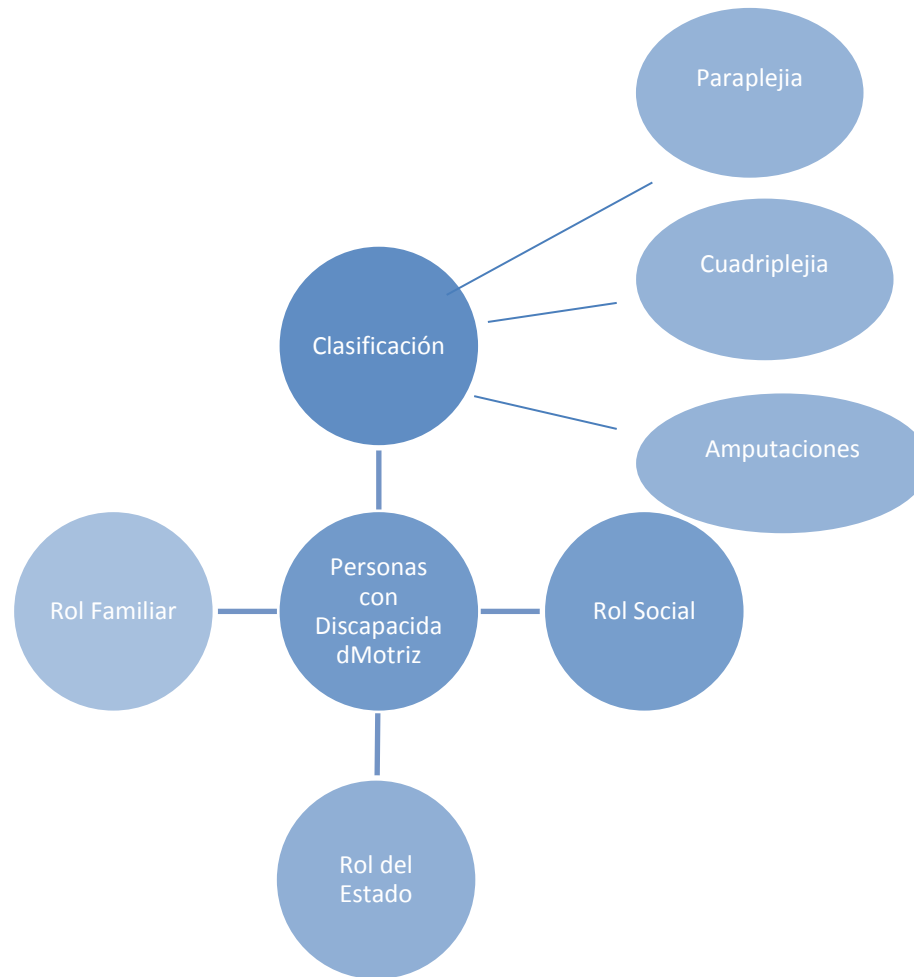 Paraplejia
Cuadriplejia
Clasificación
Amputaciones
Rol Familiar
Personas
con
Discapacida
dMotriz
Rol Social
Rol del
Estado